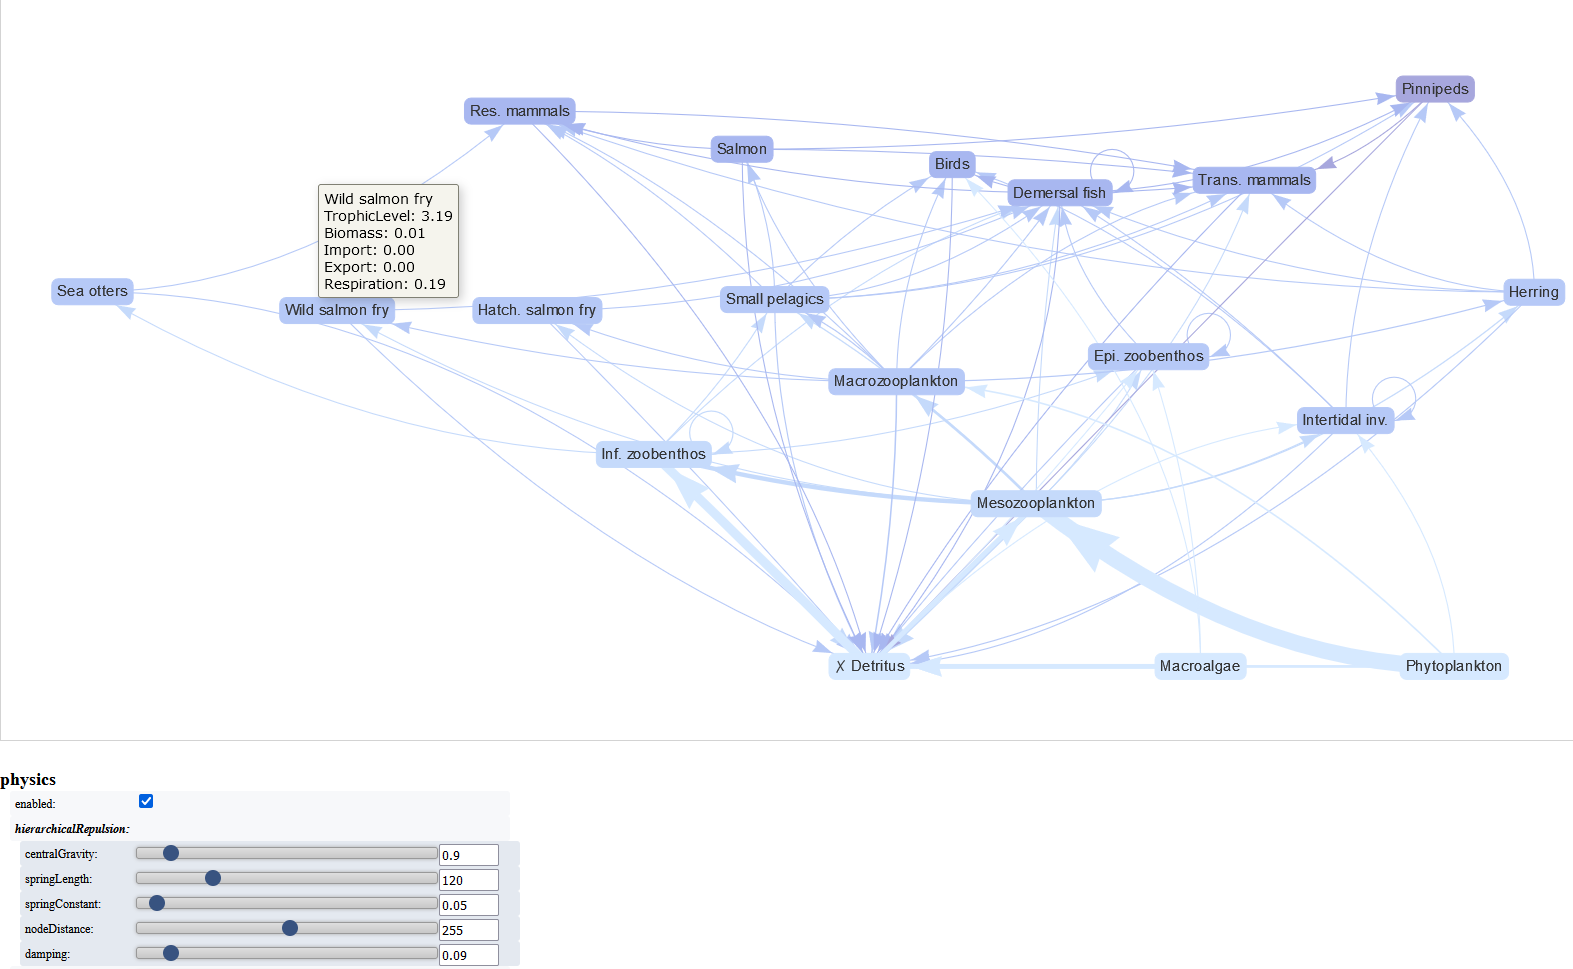 Pinnipeds
Res. mammals
Salmon
Birds
Trans. mammals
Demersal fish
Wild salmon fry
TrophicLevel: 3.19
Biomass: 0.01
Import: 0.00
Export: 0.00
Respiration: 0.19
Sea otters
Herring
Small pelagics
Wild salmon fry
Hatch. salmon fry
Epi. zoobenthos
Macrozooplankton
Intertidal inv.
Inf. zoobenthos
Mesozooplankton
X Detritus
Macroalgae
Phytoplankton
physics
enabled:
hierarchicalRepulsion:
centralGravity: 0.9
springLength: 120
springConstant: 0.05
nodeDistance: 255
damping: 0.09